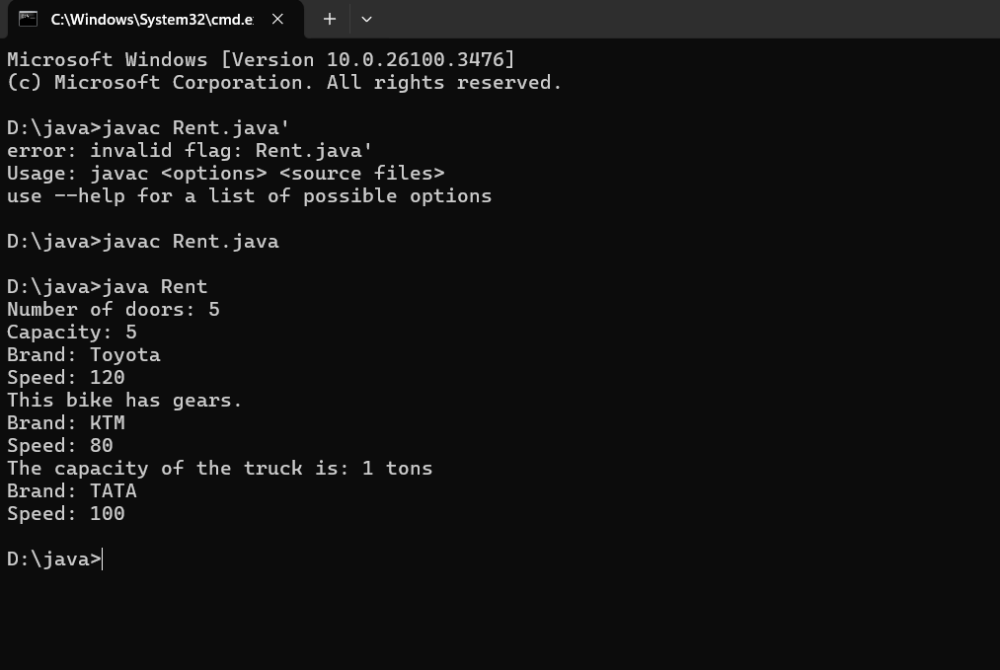 C:\Windows\System32\cmd.e
Microsoft Windows [Version 10.0.26100.3476]
(c) Microsoft Corporation. All rights reserved.
D:\java>javac Rent.java'
error: invalid flag: Rent.java'
Usage: javac <options> <source files>
use --help for a list of possible options
D:\java>javac Rent.java
D:\java>java Rent
Number of doors: 5
Capacity: 5
Brand: Toyota
Speed: 120
This bike has gears.
Brand: KTM
Speed: 80
The capacity of the truck is: 1 tons
Brand: TATA
Speed: 100
D:\java>